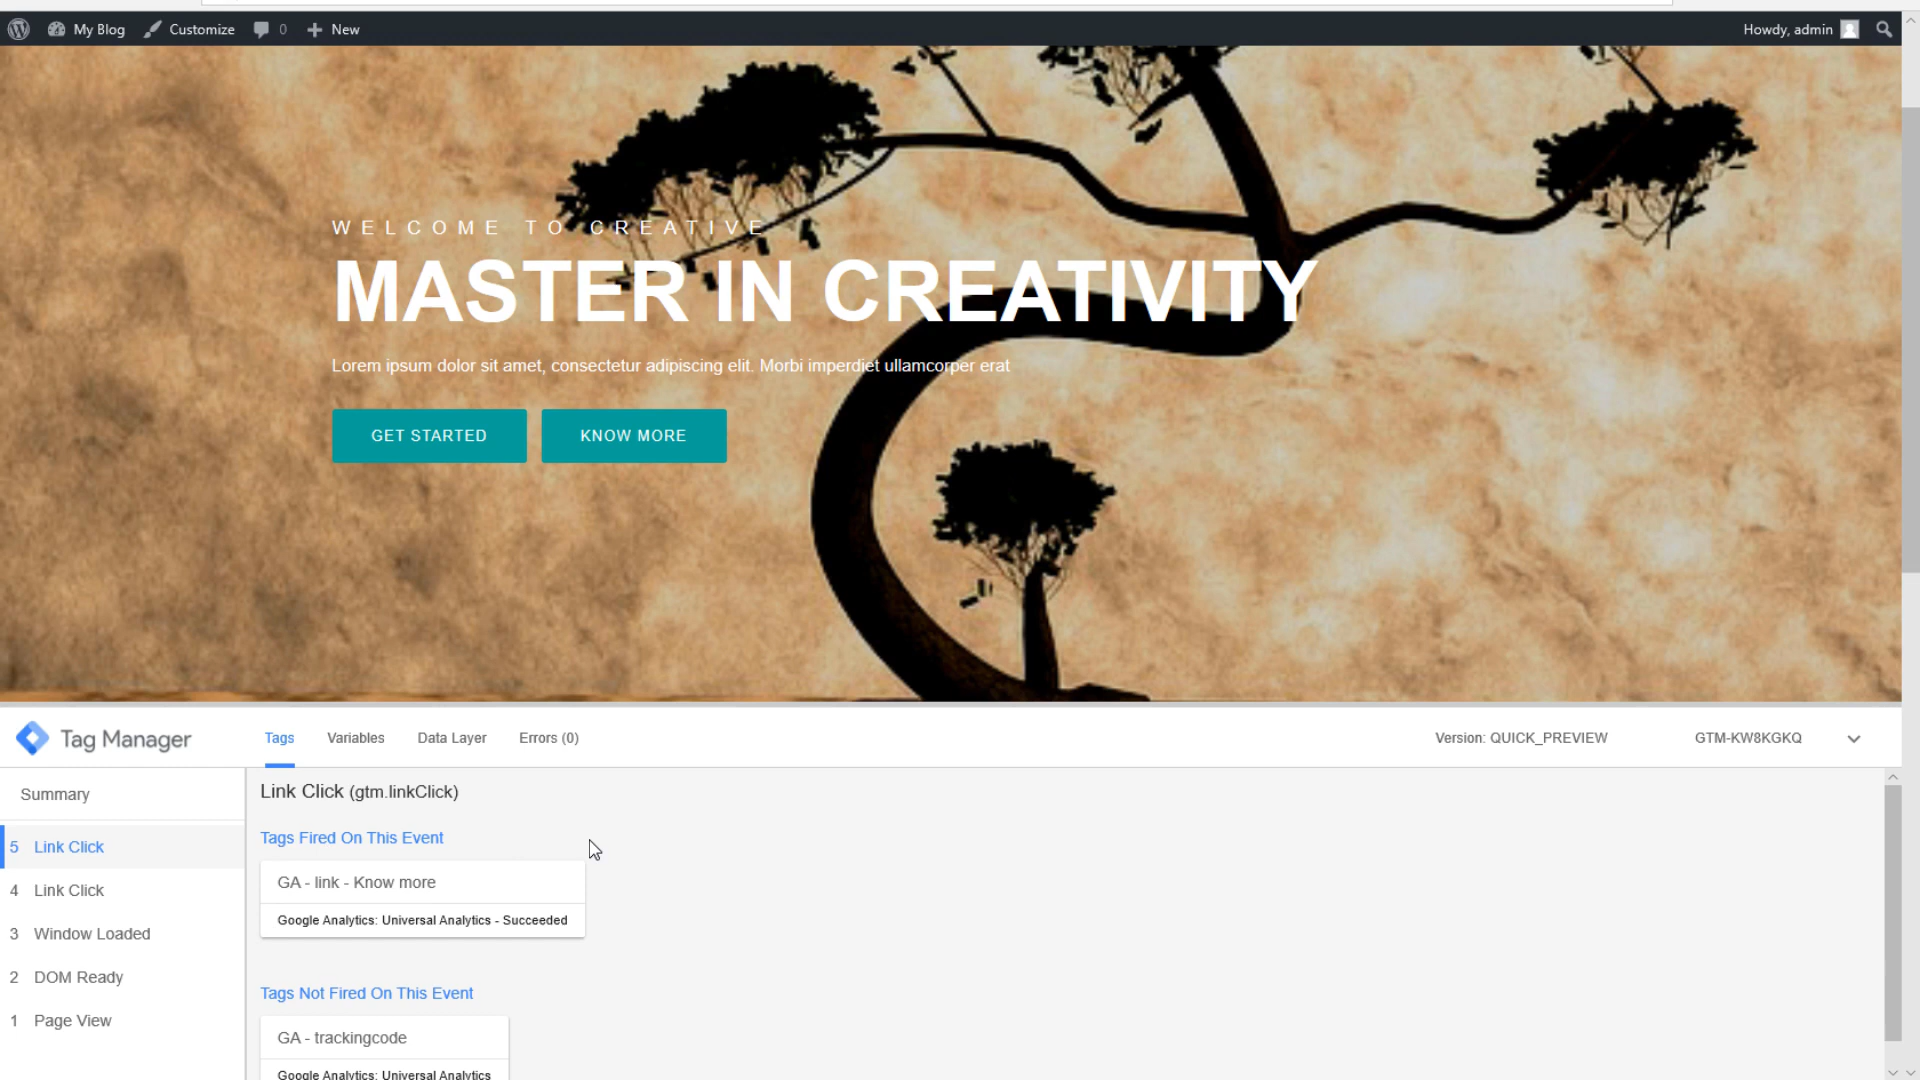 My Blog Customize 0 New Howdy, admin
WELCOME TO CREATIVE
MASTER IN CREATIVITY
Lorem ipsum dolor sit amet, consectetur adipiscing elit. Morbi imperdiet ullamcorper erat
GET STARTED KNOW MORE
Tag Manager Tags Variables Data Layer Errors (0) Version: QUICK_PREVIEW GTM-KW8KGKQ
Summary
5 Link Click
4 Link Click
3 Window Loaded
2 DOM Ready
1 Page View
Link Click (gtm.linkClick)
Tags Fired On This Event
GA - link - Know more
Google Analytics: Universal Analytics - Succeeded
Tags Not Fired On This Event
GA - trackingcode
Google Analytics: Universal Analytics